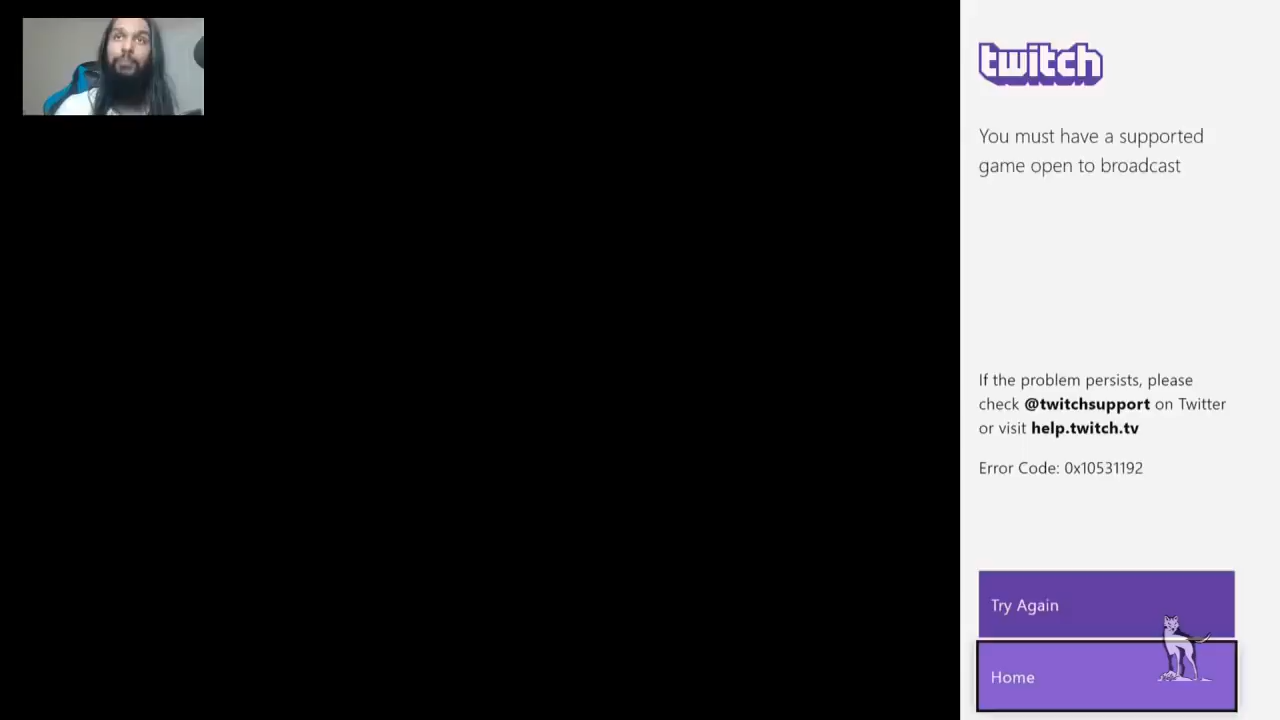 twitch
You must have a supported
game open to broadcast
If the problem persists, please
check @twitchsupport on Twitter
or visit help.twitch.tv
Error Code: 0x10531192
Try Again
Home